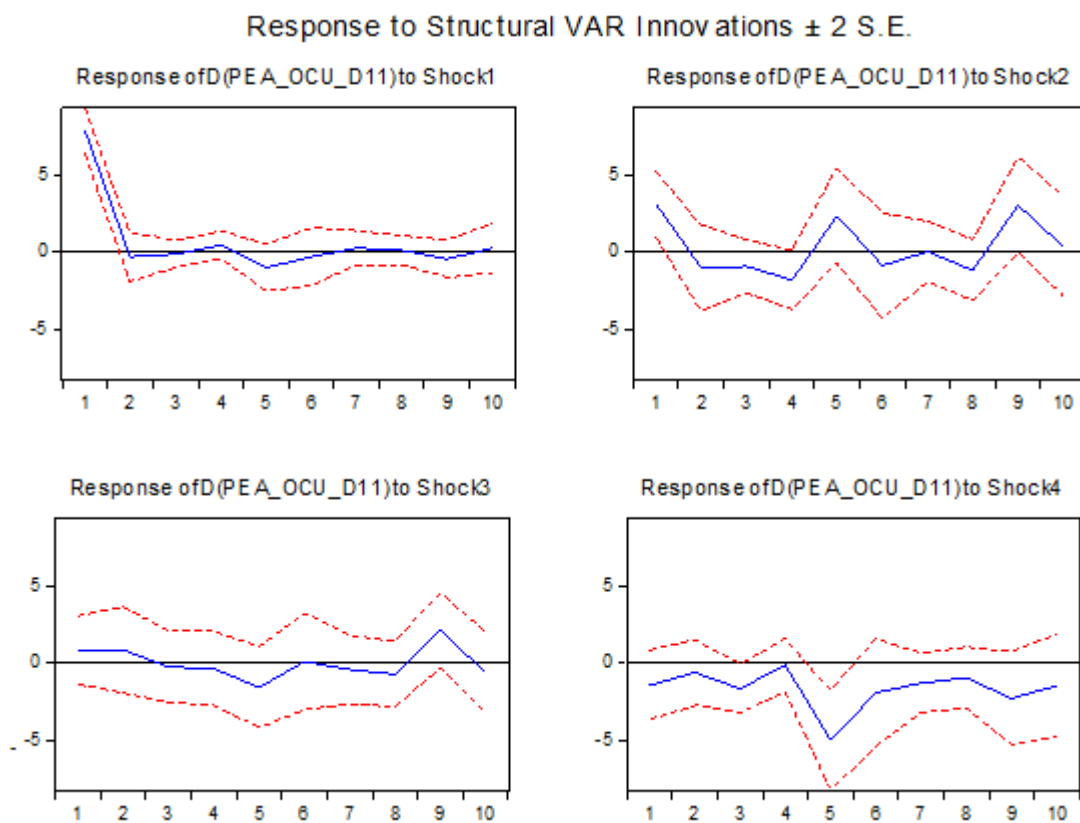 Response to Structural VAR Innovations ± 2 S.E.
Response of D(PEA_OCU_D11) to Shock1
5
0
-5
1 2 3 4 5 6 7 8 9 10
Response of D(PEA_OCU_D11) to Shock2
5
0
-5
1 2 3 4 5 6 7 8 9 10
Response of D(PEA_OCU_D11) to Shock3
5
0
-5
-
1 2 3 4 5 6 7 8 9 10
Response of D(PEA_OCU_D11) to Shock4
5
0
-5
1 2 3 4 5 6 7 8 9 10